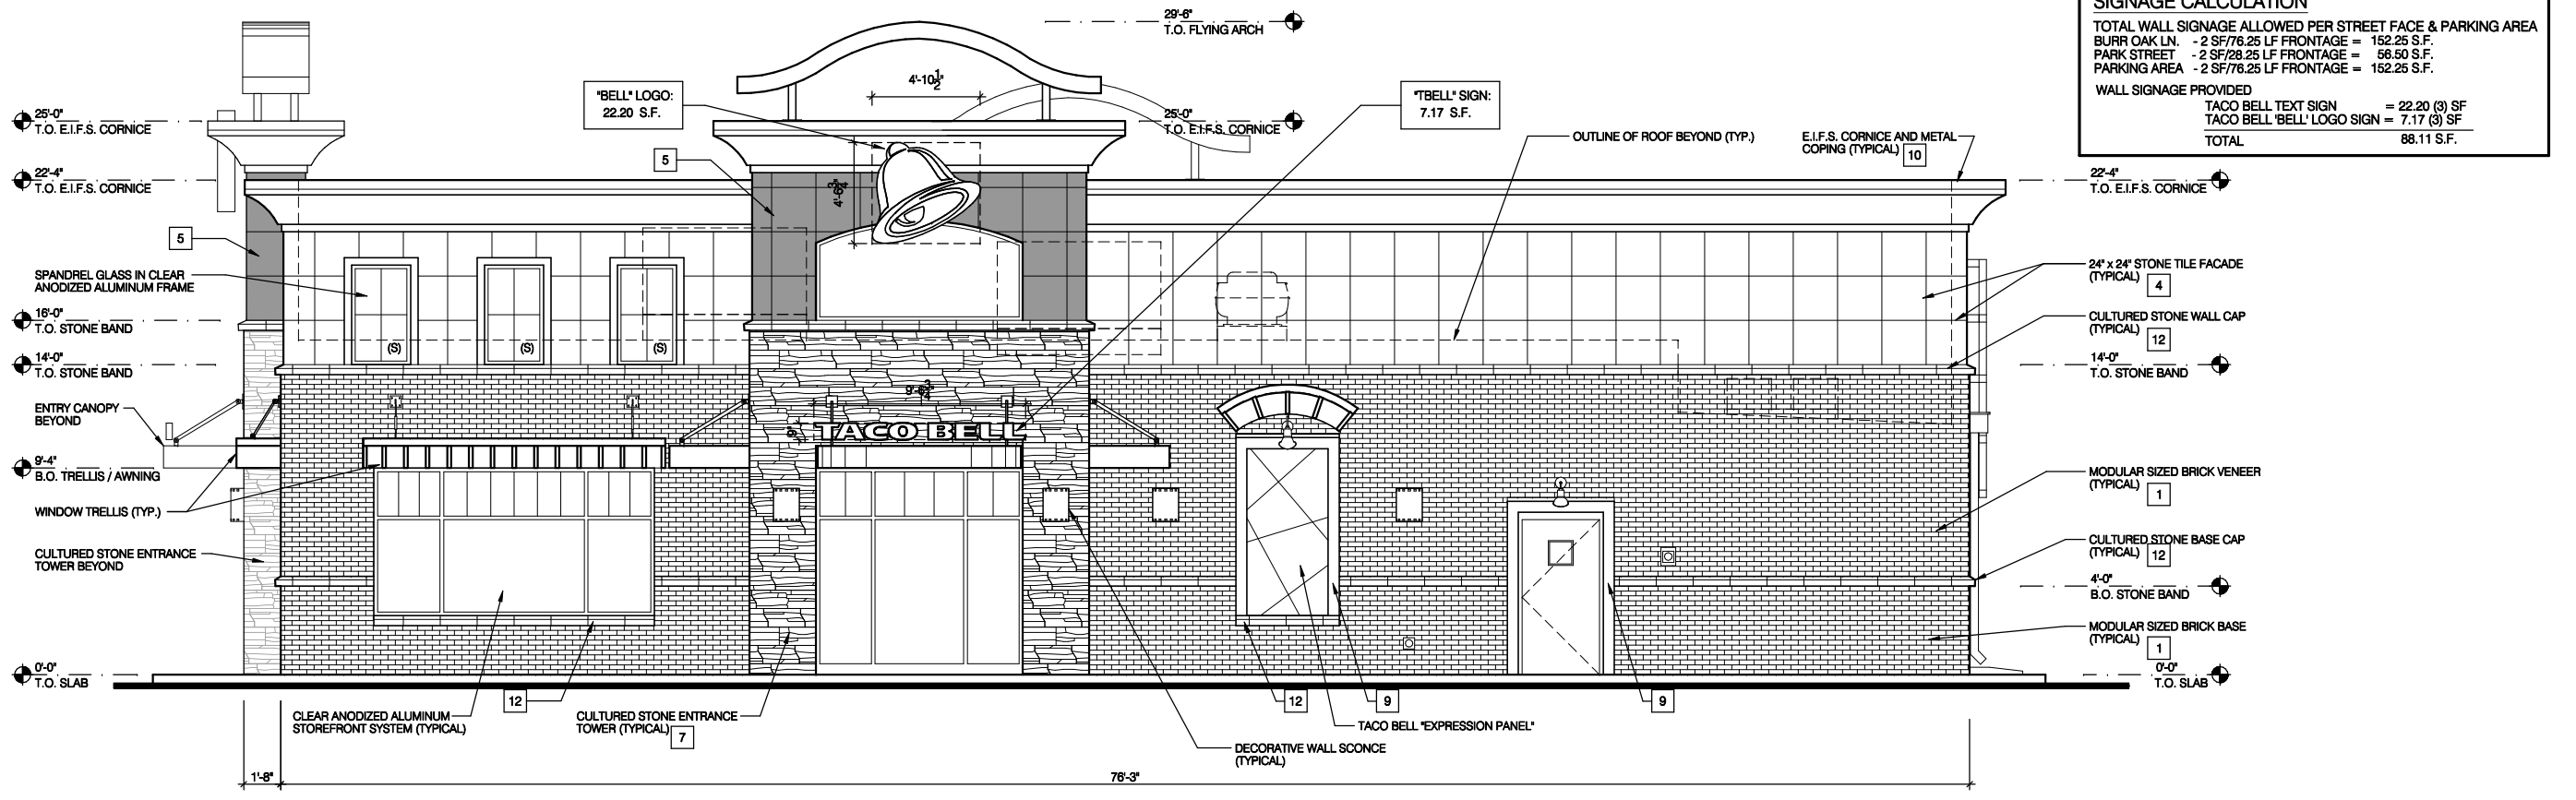 SIGNAGE CALCULATION
TOTAL WALL SIGNAGE ALLOWED PER STREET FACE & PARKING AREA
BURR OAK LN. - 2 SF/76.25 LF FRONTAGE = 152.25 S.F.
PARK STREET - 2 SF/28.25 LF FRONTAGE = 56.50 S.F.
PARKING AREA - 2 SF/76.25 LF FRONTAGE = 152.25 S.F.
WALL SIGNAGE PROVIDED
TACO BELL TEXT SIGN = 22.20 (3) SF
TACO BELL 'BELL' LOGO SIGN = 7.17 (3) SF
TOTAL 88.11 S.F.
29'-6"
T.O. FLYING ARCH
4'-10 1/2"
"BELL" LOGO:
22.20 S.F.
"TBELL" SIGN:
7.17 S.F.
25'-0"
T.O. E.I.F.S. CORNICE
25'-0"
T.O. E.I.F.S. CORNICE
OUTLINE OF ROOF BEYOND (TYP.)
E.I.F.S. CORNICE AND METAL
COPING (TYPICAL) 10
5
22'-4"
T.O. E.I.F.S. CORNICE
4'-6 3/4"
22'-4"
T.O. E.I.F.S. CORNICE
5
SPANDREL GLASS IN CLEAR
ANODIZED ALUMINUM FRAME
24" x 24" STONE TILE FACADE
(TYPICAL) 4
16'-0"
T.O. STONE BAND
CULTURED STONE WALL CAP
(TYPICAL) 12
(S) (S) (S)
14'-0"
T.O. STONE BAND
14'-0"
T.O. STONE BAND
9'-6 3/4"
ENTRY CANOPY
BEYOND
9"
TACO BELL
9'-4"
B.O. TRELLIS / AWNING
MODULAR SIZED BRICK VENEER
(TYPICAL) 1
WINDOW TRELLIS (TYP.)
CULTURED STONE ENTRANCE
TOWER BEYOND
CULTURED STONE BASE CAP
(TYPICAL) 12
4'-0"
B.O. STONE BAND
MODULAR SIZED BRICK BASE
(TYPICAL) 1
0'-0"
T.O. SLAB
0'-0"
T.O. SLAB
12
12
9
9
CLEAR ANODIZED ALUMINUM
STOREFRONT SYSTEM (TYPICAL)
CULTURED STONE ENTRANCE
TOWER (TYPICAL) 7
TACO BELL "EXPRESSION PANEL"
DECORATIVE WALL SCONCE
(TYPICAL)
1'-8"
76'-3"